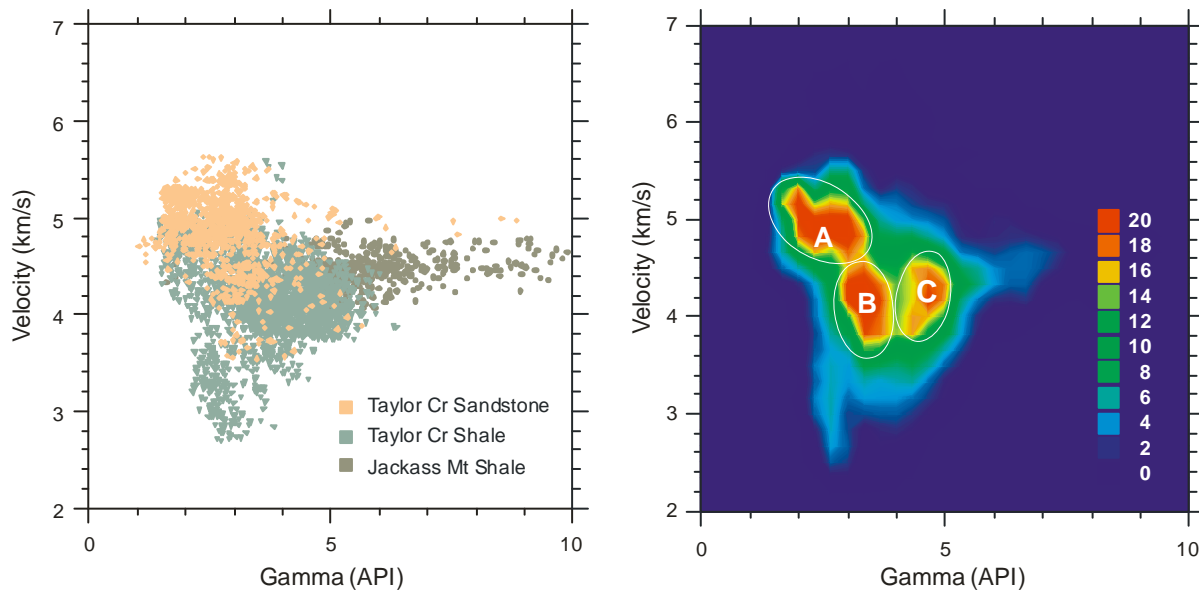 7
6
5
4
3
2
Velocity (km/s)
0
5
10
Gamma (API)
Taylor Cr Sandstone
Taylor Cr Shale
Jackass Mt Shale
7
6
5
4
3
2
Velocity (km/s)
0
5
10
Gamma (API)
A
B
C
20
18
16
14
12
10
8
6
4
2
0